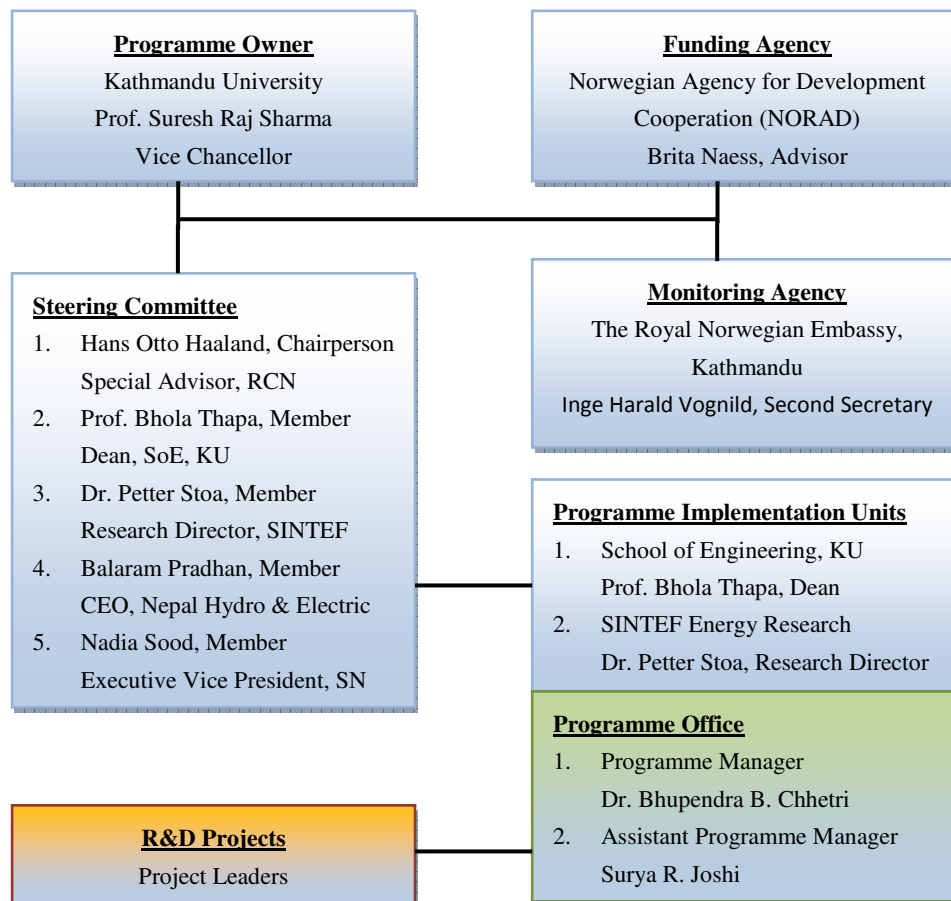 Programme Owner
Kathmandu University
Prof. Suresh Raj Sharma
Vice Chancellor
Funding Agency
Norwegian Agency for Development
Cooperation (NORAD)
Brita Naess, Advisor
Steering Committee
1. Hans Otto Haaland, Chairperson
Special Advisor, RCN
2. Prof. Bhola Thapa, Member
Dean, SoE, KU
3. Dr. Petter Stoa, Member
Research Director, SINTEF
4. Balaram Pradhan, Member
CEO, Nepal Hydro & Electric
5. Nadia Sood, Member
Executive Vice President, SN
Monitoring Agency
The Royal Norwegian Embassy,
Kathmandu
Inge Harald Vognild, Second Secretary
Programme Implementation Units
1. School of Engineering, KU
Prof. Bhola Thapa, Dean
2. SINTEF Energy Research
Dr. Petter Stoa, Research Director
Programme Office
1. Programme Manager
Dr. Bhupendra B. Chhetri
2. Assistant Programme Manager
Surya R. Joshi
R&D Projects
Project Leaders